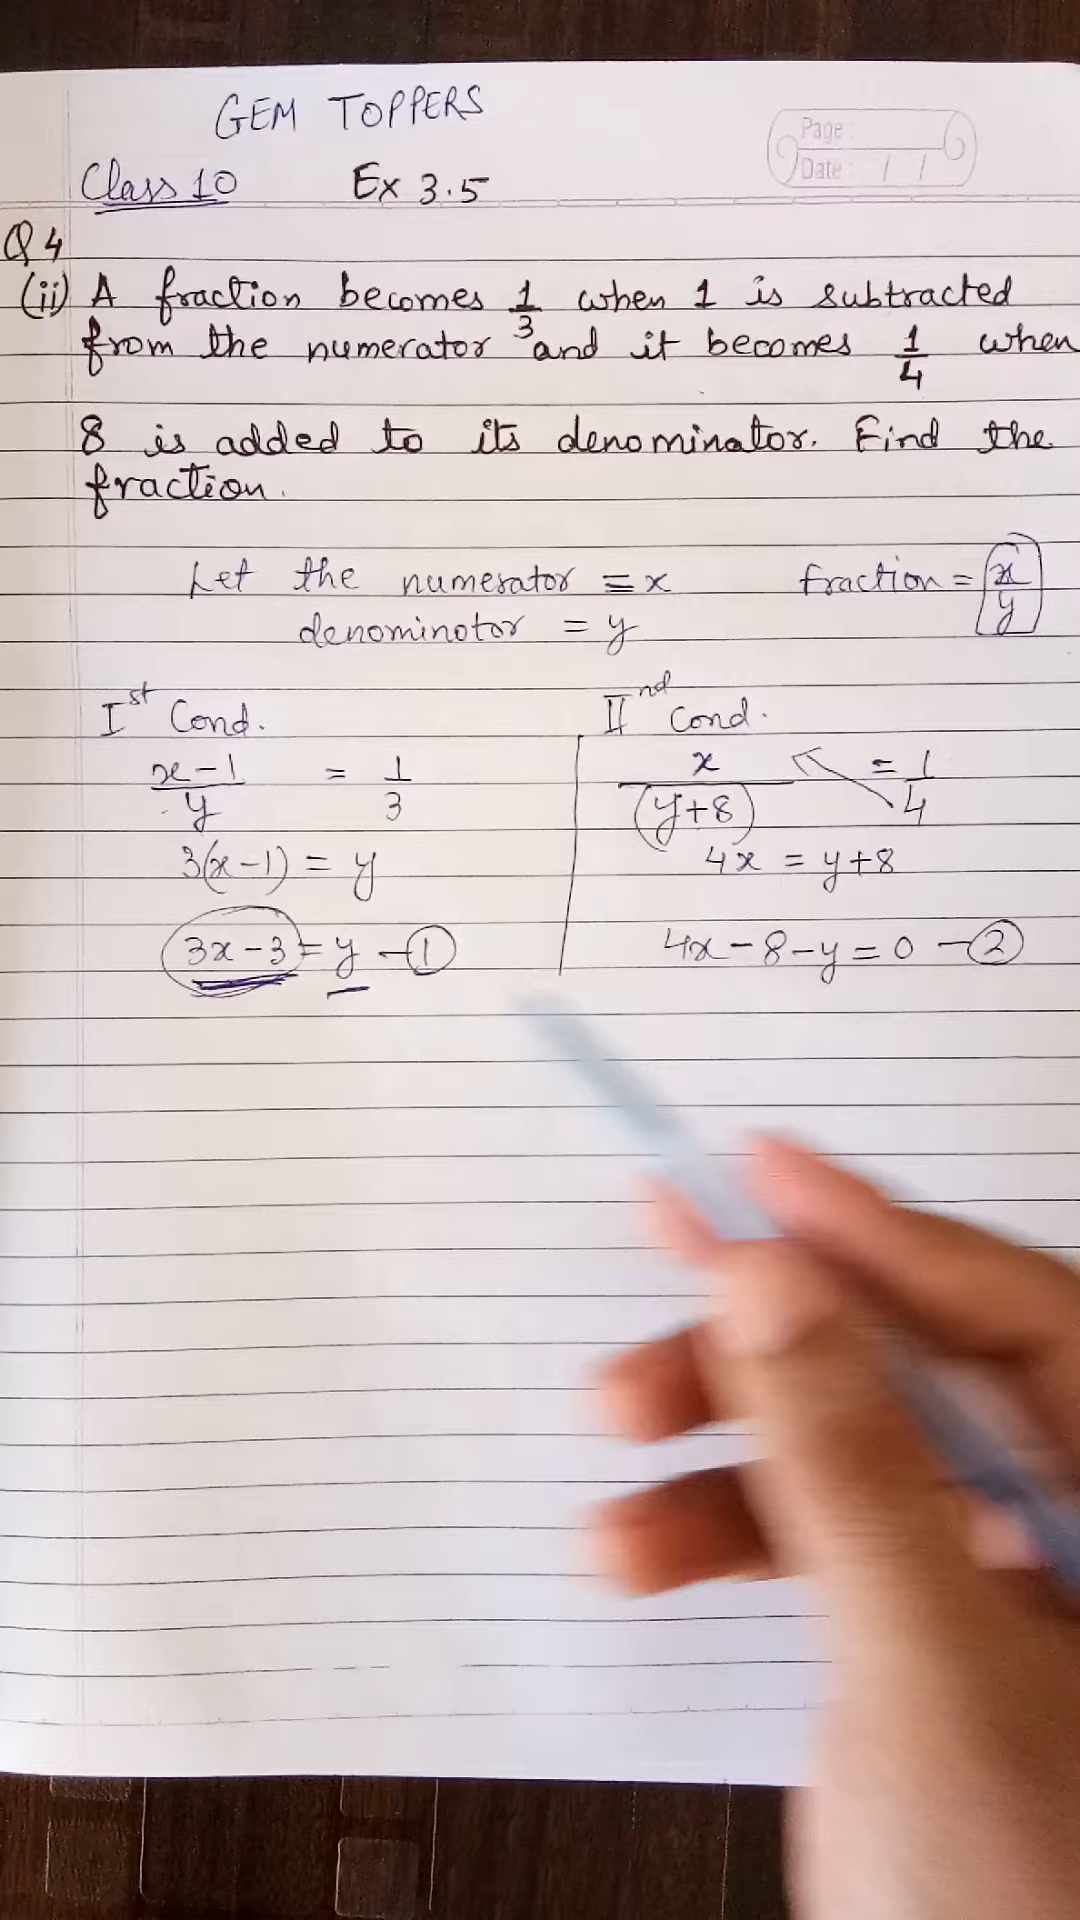 GEM TOPPERS
Page:
Date: / /
Class 10 Ex 3.5
Q4
(ii) A fraction becomes 1/3 when 1 is subtracted
from the numerator and it becomes 1/4 when
8 is added to its denominator. Find the
fraction.
Let the numerator = x fraction = x/y
denominotor = y
Ist Cond. IInd Cond.
x-1/y = 1/3 x/(y+8) = 1/4
3(x-1) = y 4x = y+8
3x-3 = y -① 4x-8-y=0 -②